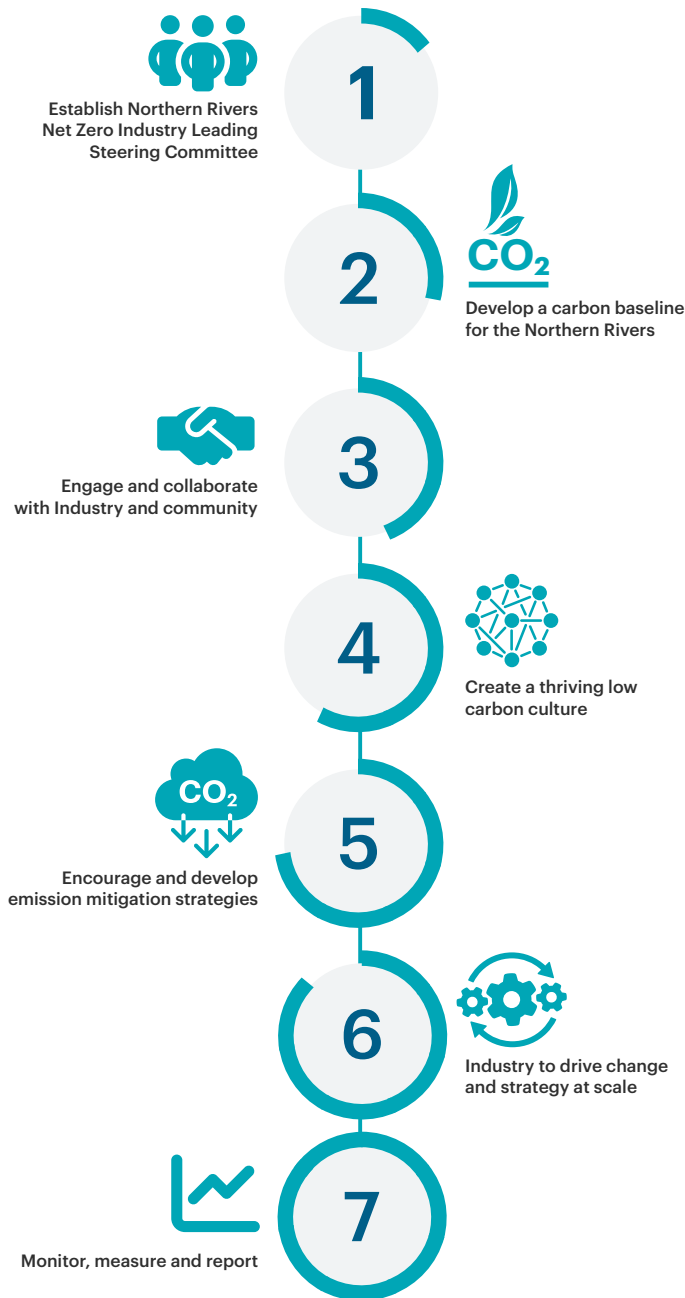 1
Establish Northern Rivers
Net Zero Industry Leading
Steering Committee
2
CO₂
Develop a carbon baseline
for the Northern Rivers
3
Engage and collaborate
with Industry and community
4
Create a thriving low
carbon culture
5
CO₂
Encourage and develop
emission mitigation strategies
6
Industry to drive change
and strategy at scale
7
Monitor, measure and report